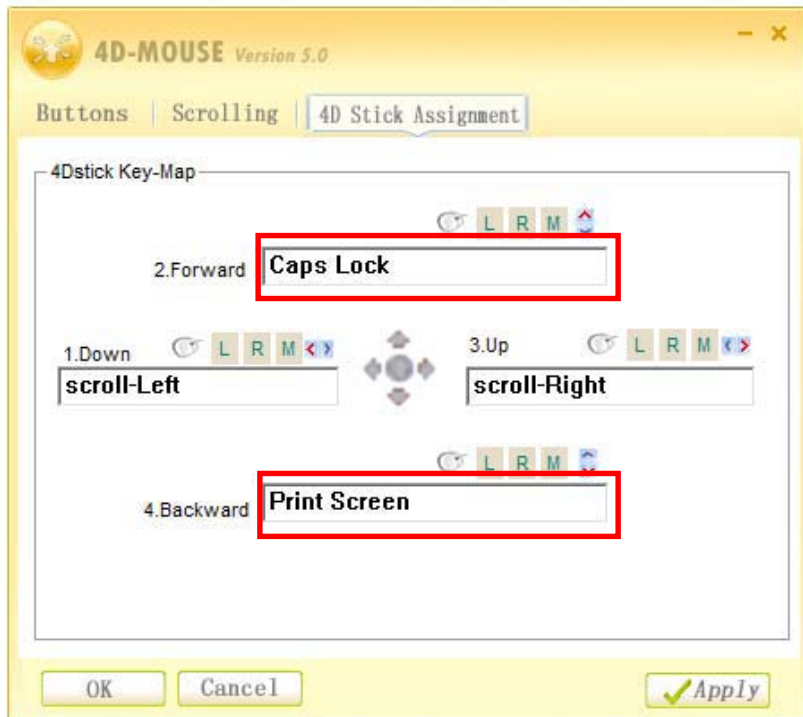 4D-MOUSE Version 5.0
Buttons | Scrolling | 4D Stick Assignment
4Dstick Key-Map
L R M
2.Forward Caps Lock
1.Down L R M
3.Up L R M
scroll-Left
scroll-Right
L R M
4.Backward Print Screen
OK Cancel Apply